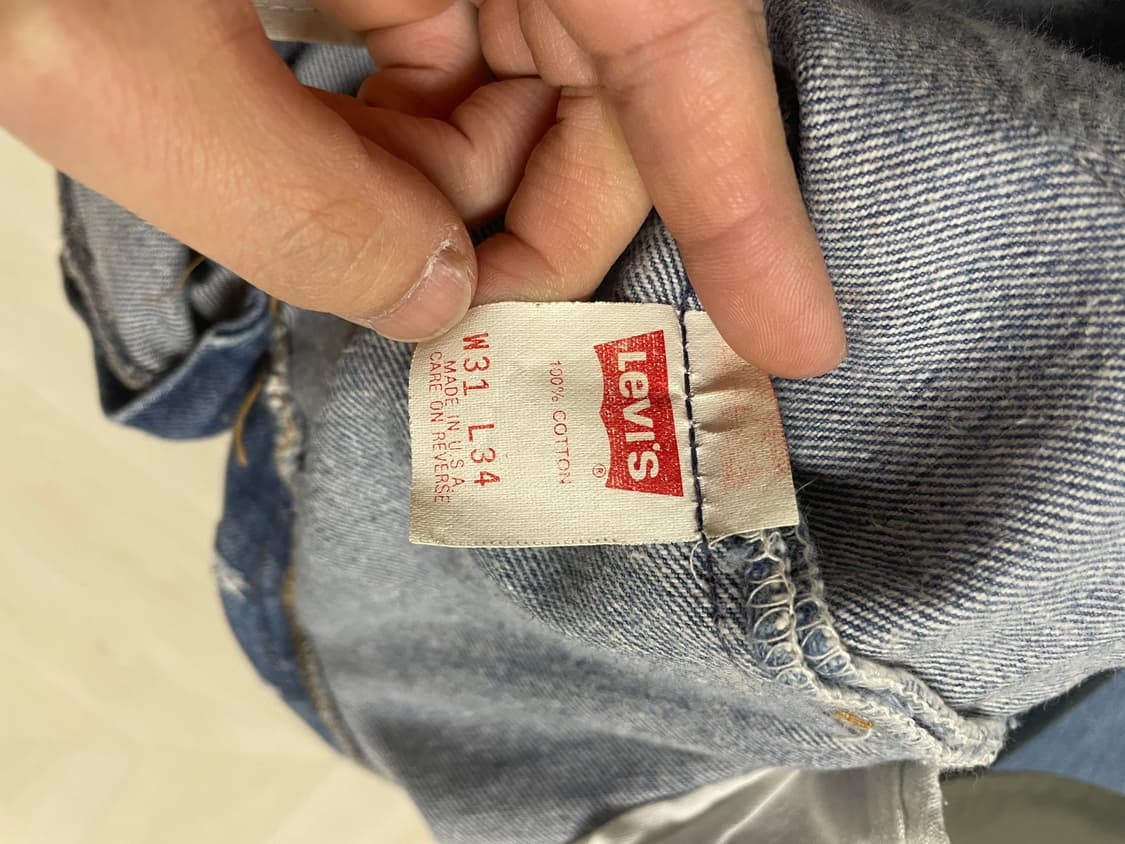 LEVI'S
®
100% COTTON
W31 L34
MADE IN U S A
CARE ON REVERSE